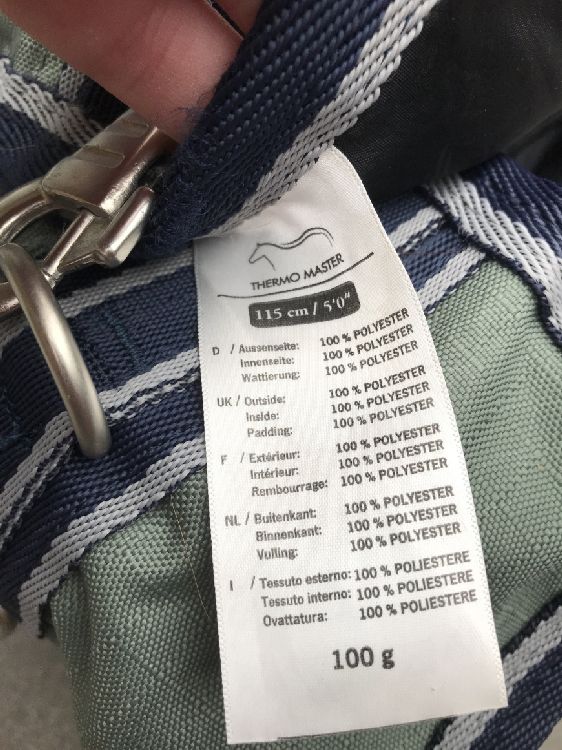 THERMO MASTER
115 cm / 5'0"
D / Aussenseite: 100 % POLYESTER
Innenseite: 100 % POLYESTER
Wattierung: 100 % POLYESTER
UK / Outside: 100 % POLYESTER
Inside: 100 % POLYESTER
Padding: 100 % POLYESTER
F / Extérieur: 100 % POLYESTER
Intérieur: 100 % POLYESTER
Rembourrage: 100 % POLYESTER
NL / Buitenkant: 100 % POLYESTER
Binnenkant: 100 % POLYESTER
Vulling: 100 % POLYESTER
I / Tessuto esterno: 100 % POLIESTERE
Tessuto interno: 100 % POLIESTERE
Ovattatura: 100 % POLIESTERE
100 g